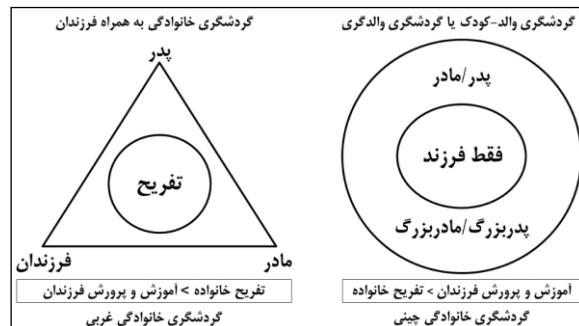 گردشگری والد-کودک یا گردشگری والدگری
پدر/مادر
فقط فرزند
پدربزرگ/مادربزرگ
آموزش و پرورش فرزندان > تفریح خانواده
گردشگری خانوادگی چینی
گردشگری خانوادگی به همراه فرزندان
پدر
تفریح
فرزندان
مادر
تفریح خانواده > آموزش و پرورش فرزندان
گردشگری خانوادگی غربی